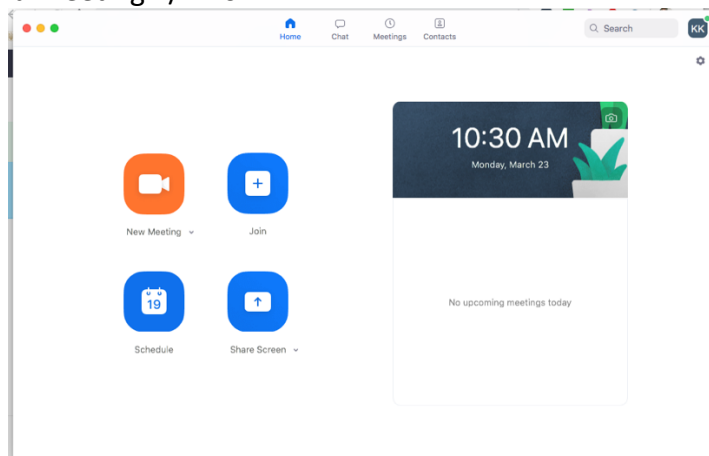 Home Chat Meetings Contacts
Search
KK
10:30 AM
Monday, March 23
New Meeting
Join
19
Schedule
Share Screen
No upcoming meetings today